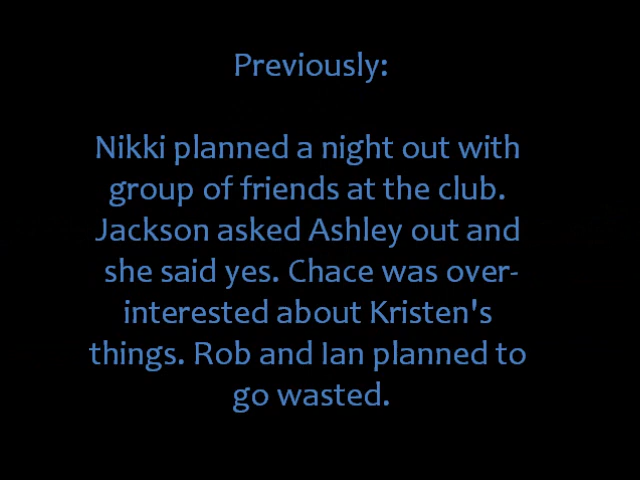 Previously:
Nikki planned a night out with
group of friends at the club.
Jackson asked Ashley out and
she said yes. Chace was over-
interested about Kristen's
things. Rob and Ian planned to
go wasted.